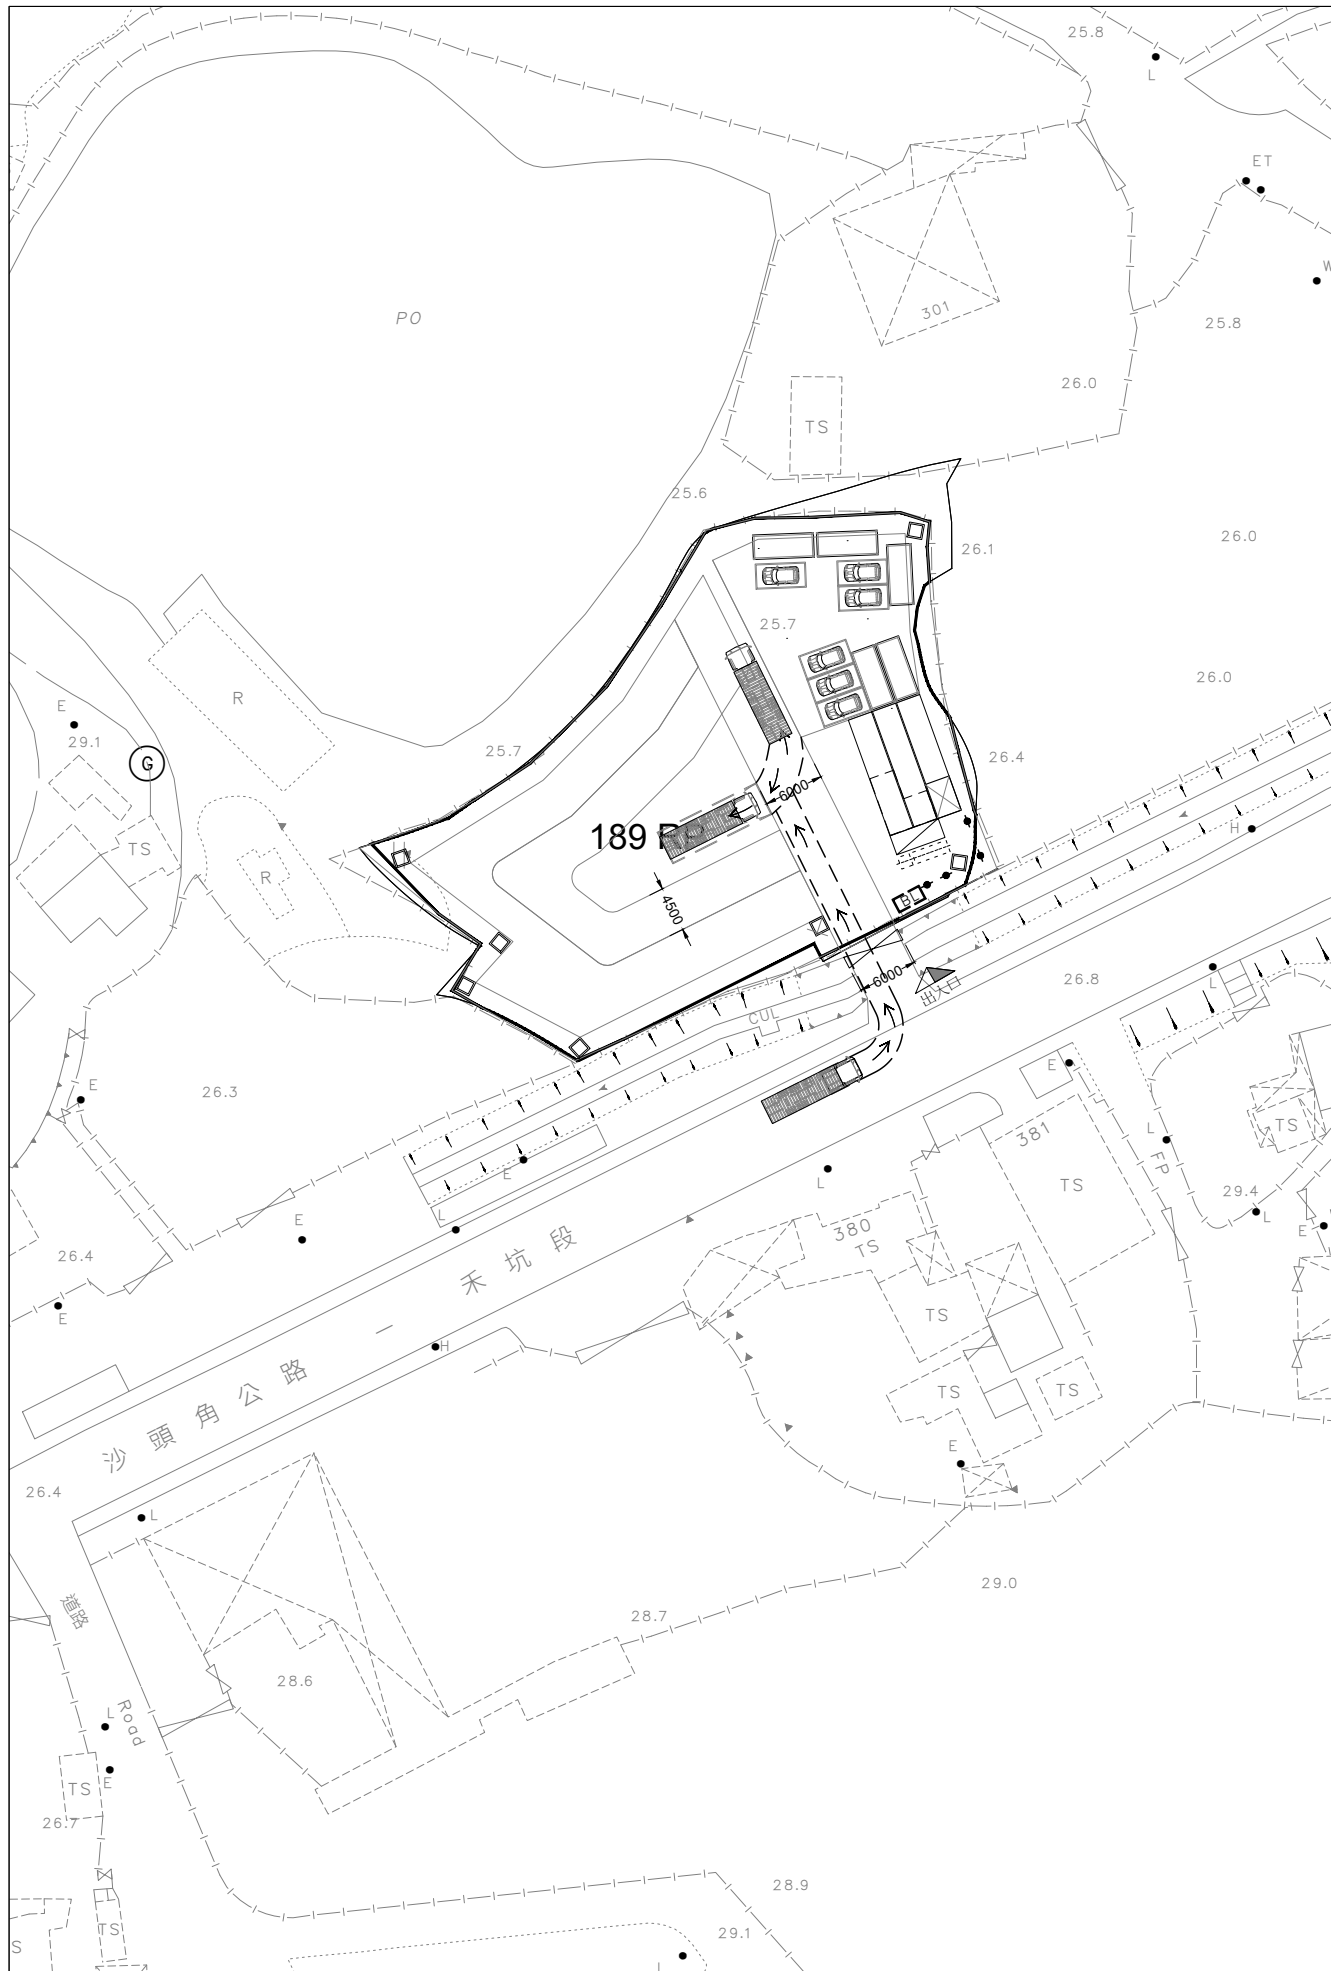 25.8
L
ET
W
PO
301
25.8
26.0
TS
25.6
26.1
26.0
25.7
E
29.1
R
G
25.7
26.0
26.4
6000
189
H
TS
R
4500
BL
6000
出入口
26.8
L
CUL
E
26.3
E
381
L
FP
TS
TS
29.4
L
E
E
L
L
380
TS
E
26.4
E
禾坑段
TS
一
H
沙頭角公路
TS
TS
E
26.4
L
29.0
道路
28.7
28.6
Road
L
E
TS
26.7
28.9
TS
29.1
S
L